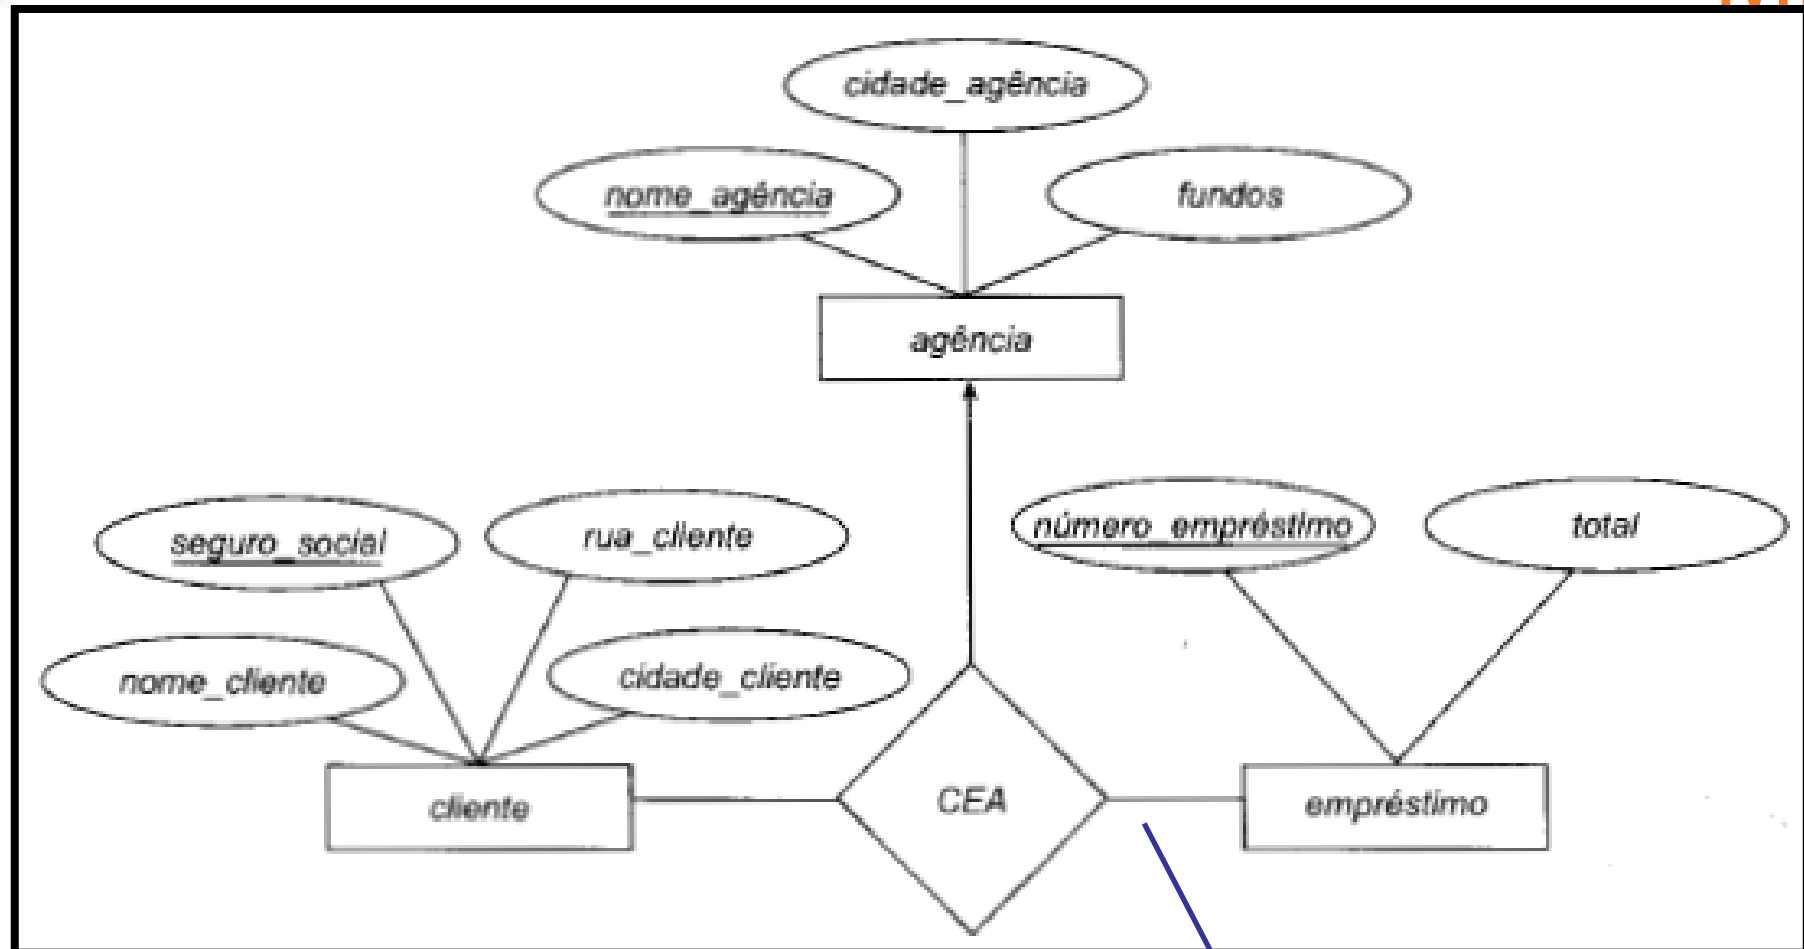 cidade_agência
nome_agência
fundos
agência
seguro_social
rua_cliente
número_empréstimo
total
nome_cliente
cidade_cliente
cliente
CEA
empréstimo